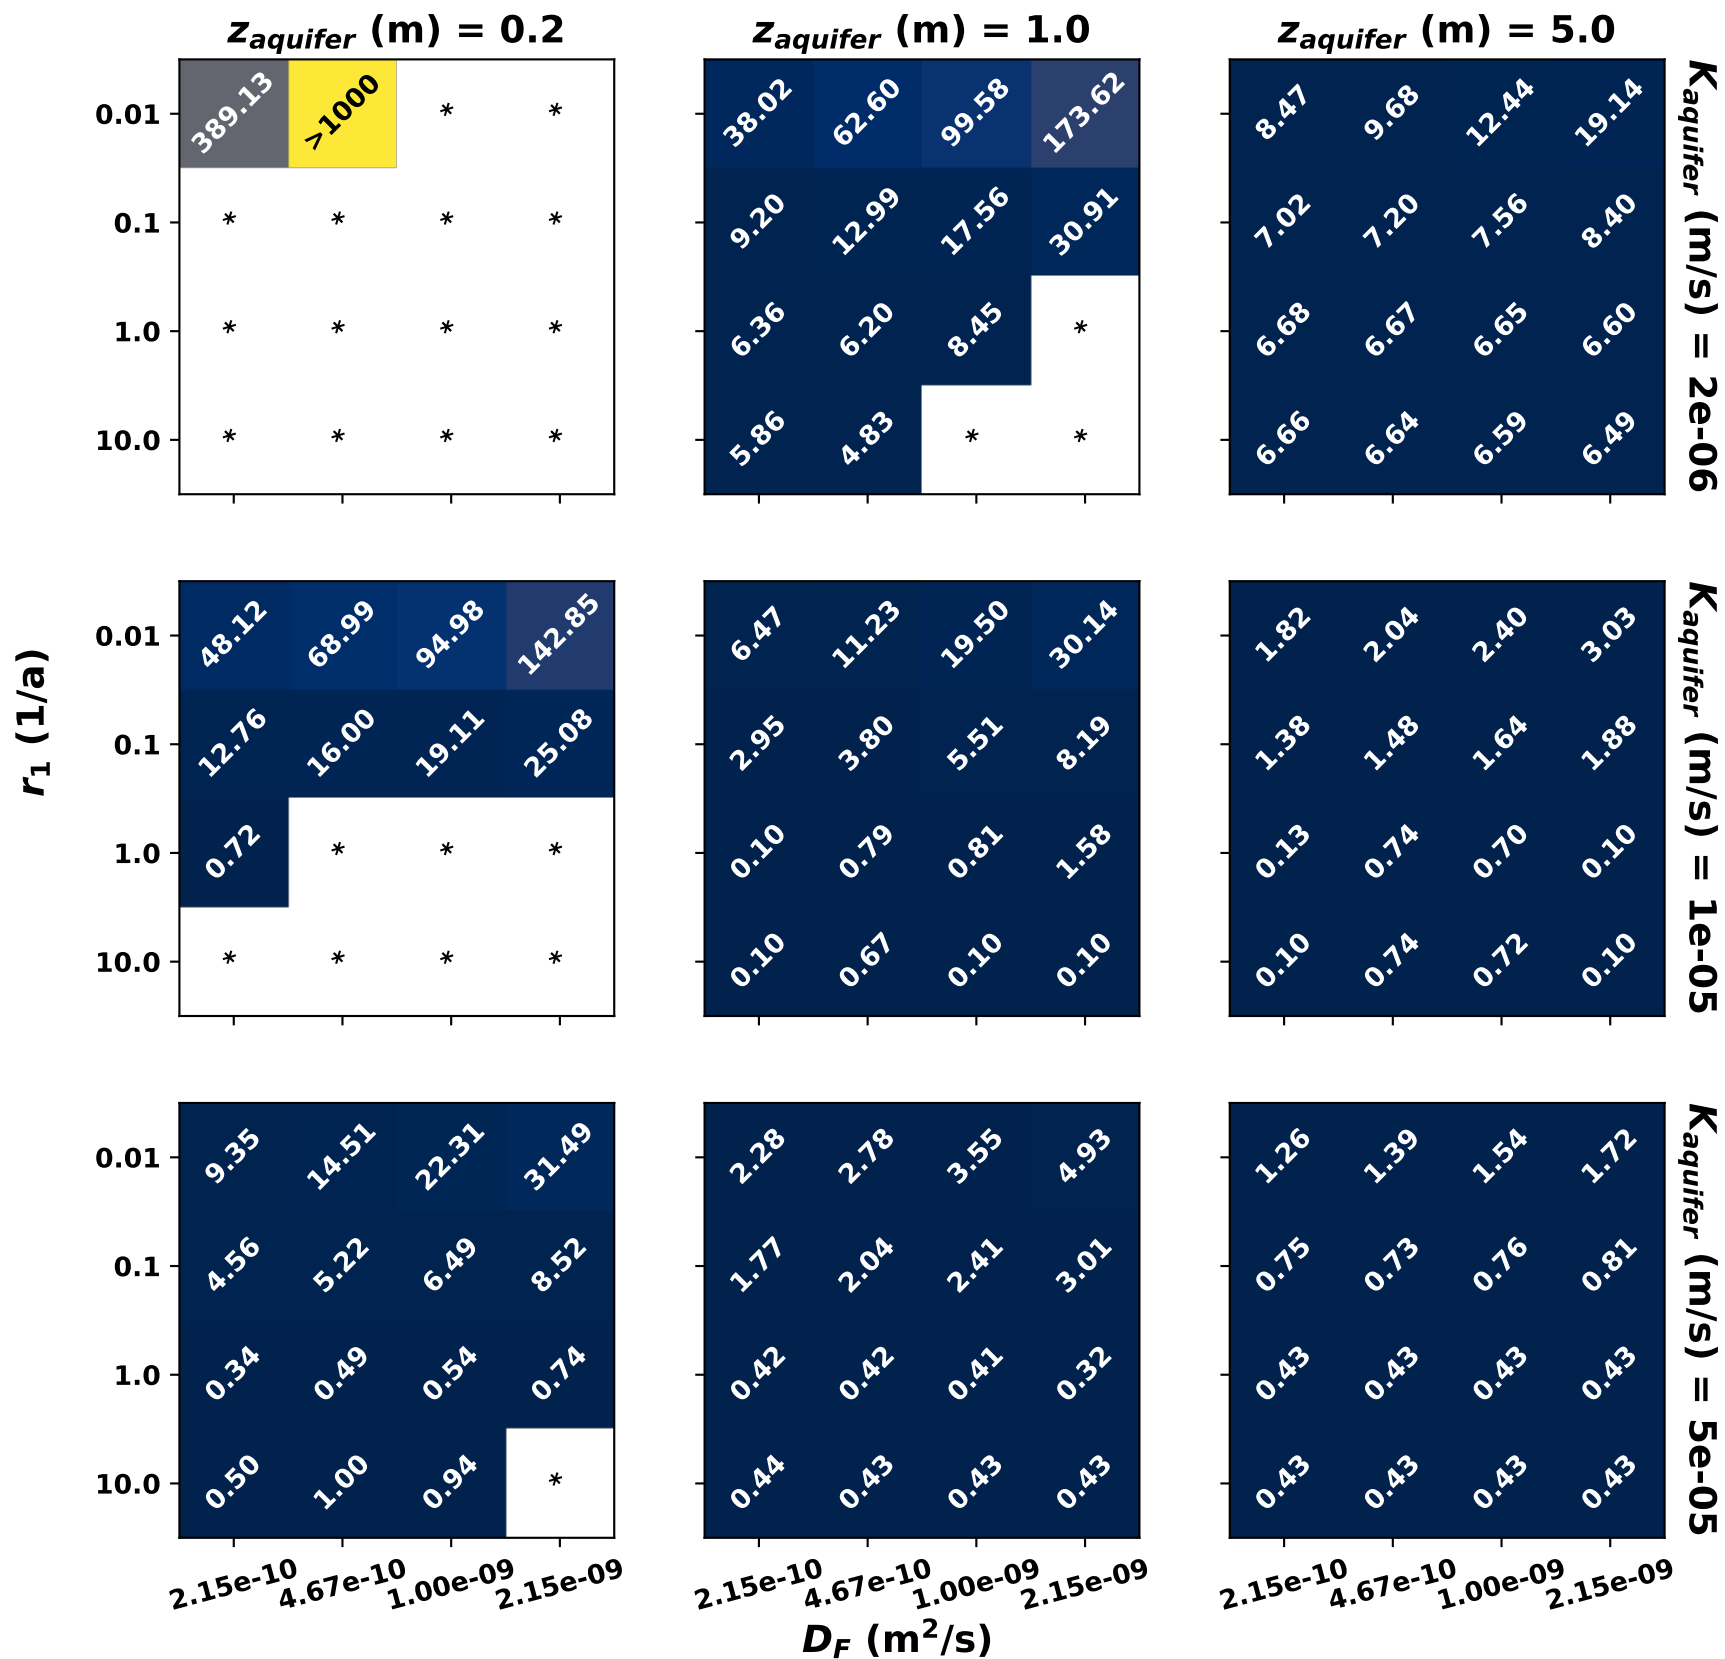 z_aquifer (m) = 0.2 z_aquifer (m) = 1.0 z_aquifer (m) = 5.0
0.01 389.13 >1000 * * 38.02 62.60 99.58 173.62 8.47 9.68 12.44 19.14
0.1 * * * * 9.20 12.99 17.56 30.91 7.02 7.20 7.56 8.40
1.0 * * * * 6.36 6.20 8.45 * 6.68 6.67 6.65 6.60
10.0 * * * * 5.86 4.83 * * 6.66 6.64 6.59 6.49
K_aquifer (m/s) = 2e-06
0.01 48.12 68.99 94.98 142.85 6.47 11.23 19.50 30.14 1.82 2.04 2.40 3.03
0.1 12.76 16.00 19.11 25.08 2.95 3.80 5.51 8.19 1.38 1.48 1.64 1.88
1.0 0.72 * * * 0.10 0.79 0.81 1.58 0.13 0.74 0.70 0.10
10.0 * * * * 0.10 0.67 0.10 0.10 0.10 0.74 0.72 0.10
K_aquifer (m/s) = 1e-05
r_1 (1/a)
0.01 9.35 14.51 22.31 31.49 2.28 2.78 3.55 4.93 1.26 1.39 1.54 1.72
0.1 4.56 5.22 6.49 8.52 1.77 2.04 2.41 3.01 0.75 0.73 0.76 0.81
1.0 0.34 0.49 0.54 0.74 0.42 0.42 0.41 0.32 0.43 0.43 0.43 0.43
10.0 0.50 1.00 0.94 * 0.44 0.43 0.43 0.43 0.43 0.43 0.43 0.43
K_aquifer (m/s) = 5e-05
2.15e-10 4.67e-10 1.00e-09 2.15e-09 2.15e-10 4.67e-10 1.00e-09 2.15e-09 2.15e-10 4.67e-10 1.00e-09 2.15e-09
D_F (m²/s)